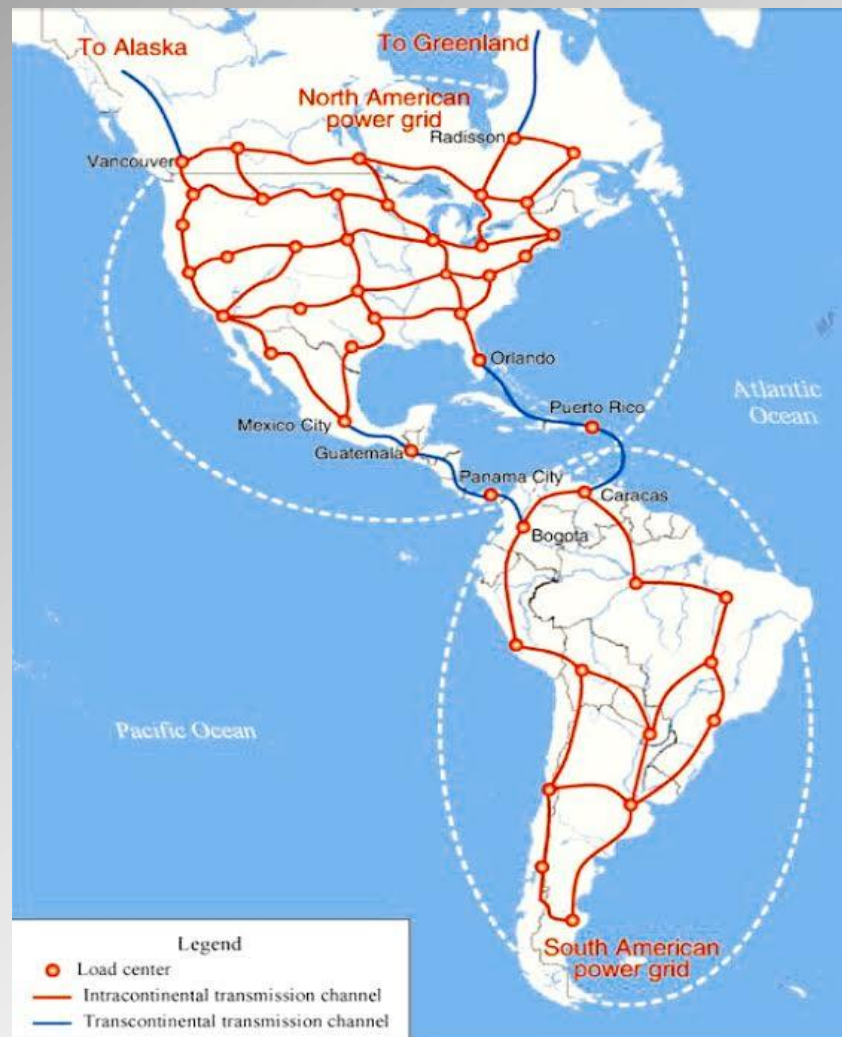 To Alaska
To Greenland
North American
power grid
Radisson
Vancouver
Orlando
Atlantic
Ocean
Puerto Rico
Mexico City
Guatemala
Panama City
Caracas
Bogota
Pacific Ocean
South American
power grid
Legend
Load center
Intracontinental transmission channel
Transcontinental transmission channel